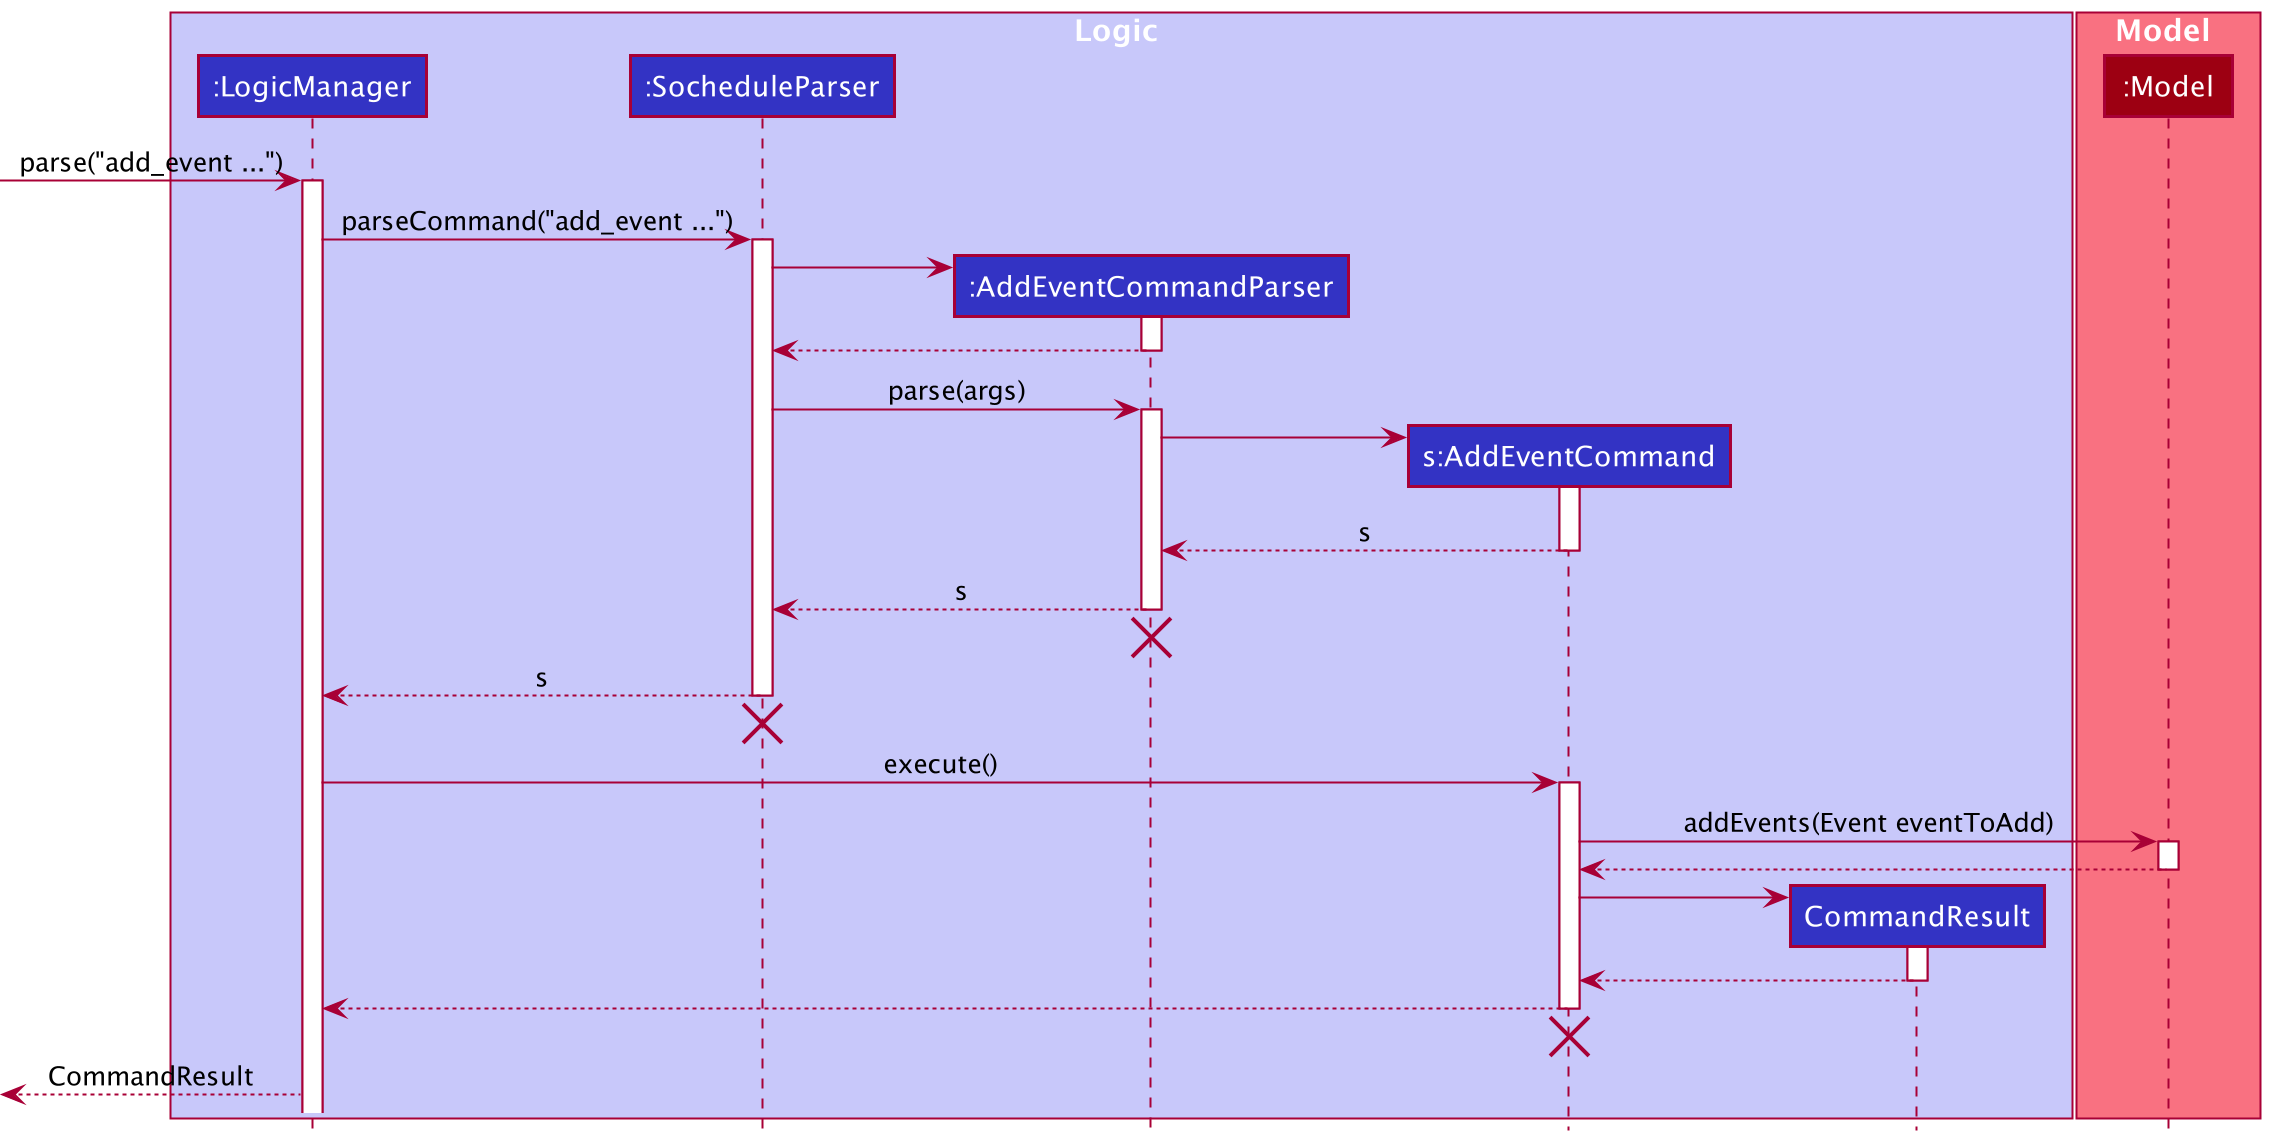 Logic
Model
:LogicManager
:SocheduleParser
:Model
parse("add_event ...")
parseCommand("add_event ...")
:AddEventCommandParser
parse(args)
s:AddEventCommand
s
s
s
execute()
addEvents(Event eventToAdd)
CommandResult
CommandResult